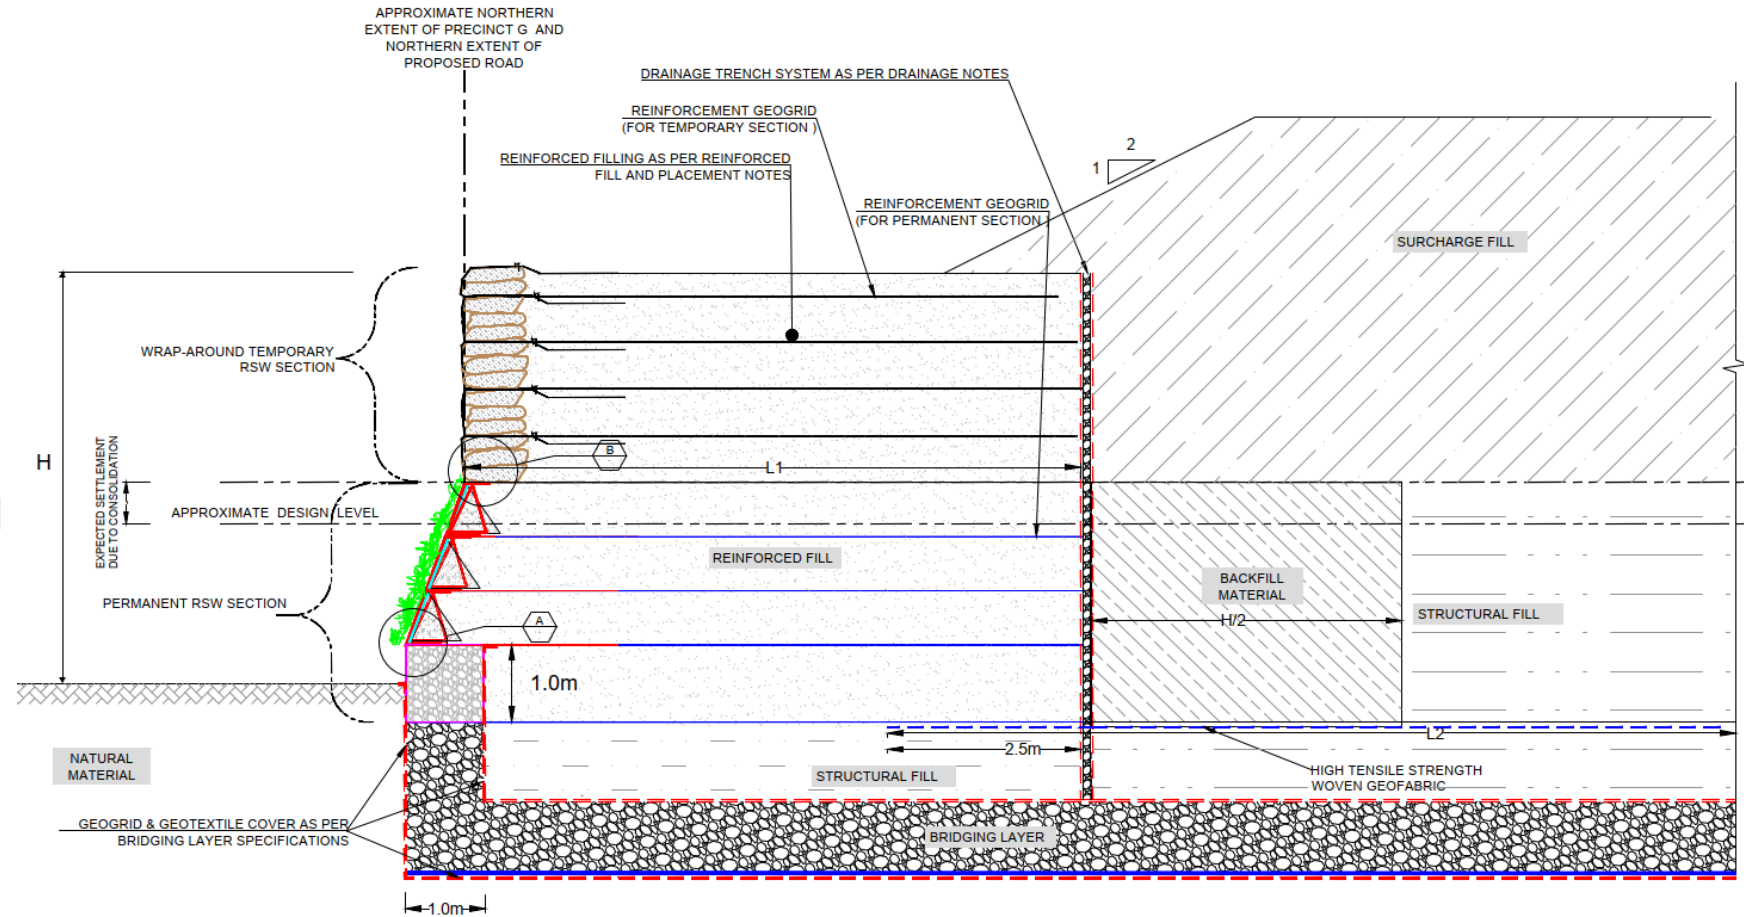 APPROXIMATE NORTHERN
EXTENT OF PRECINCT G AND
NORTHERN EXTENT OF
PROPOSED ROAD
DRAINAGE TRENCH SYSTEM AS PER DRAINAGE NOTES
REINFORCEMENT GEOGRID
(FOR TEMPORARY SECTION )
REINFORCED FILLING AS PER REINFORCED
FILL AND PLACEMENT NOTES
REINFORCEMENT GEOGRID
(FOR PERMANENT SECTION )
2
1
SURCHARGE FILL
WRAP-AROUND TEMPORARY
RSW SECTION
H
EXPECTED SETTLEMENT
DUE TO CONSOLIDATION
B
L1
APPROXIMATE DESIGN LEVEL
REINFORCED FILL
BACKFILL
MATERIAL
PERMANENT RSW SECTION
A
H/2
STRUCTURAL FILL
1.0m
L2
2.5m
NATURAL
MATERIAL
STRUCTURAL FILL
HIGH TENSILE STRENGTH
WOVEN GEOFABRIC
GEOGRID & GEOTEXTILE COVER AS PER
BRIDGING LAYER SPECIFICATIONS
BRIDGING LAYER
1.0m